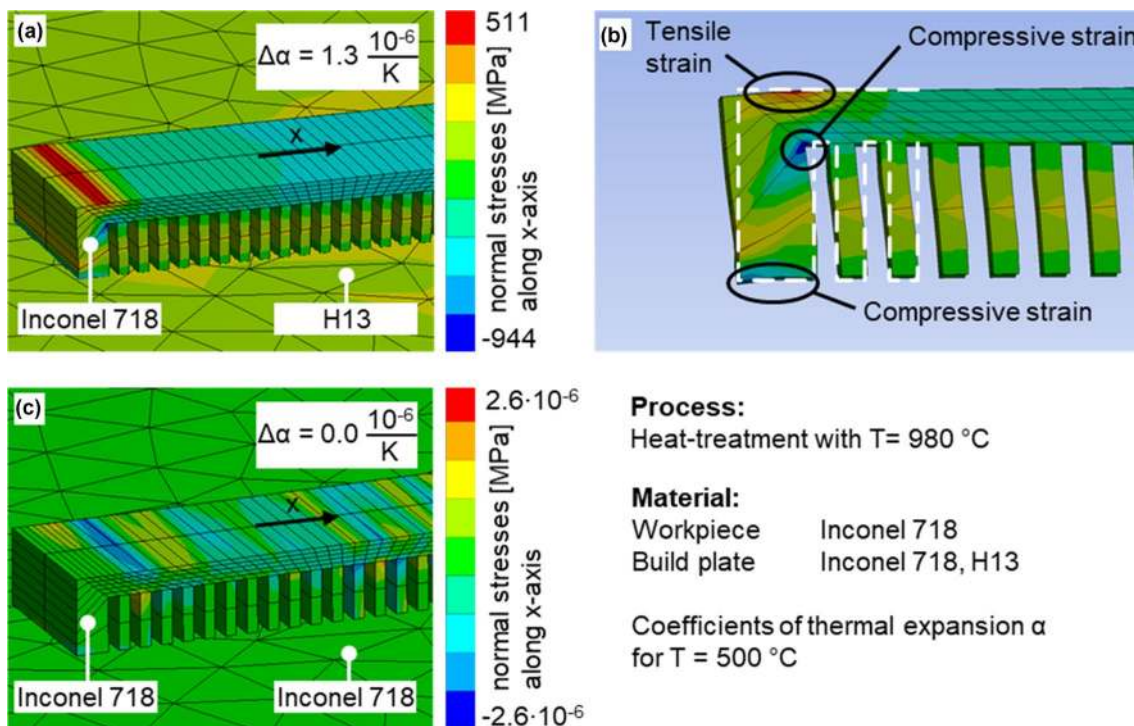 (a)
Δα = 1.3 10⁻⁶/K
x
Inconel 718
H13
511
normal stresses [MPa]
along x-axis
-944
(b)
Tensile
strain
Compressive strain
Compressive strain
(c)
Δα = 0.0 10⁻⁶/K
x
Inconel 718
Inconel 718
2.6·10⁻⁶
normal stresses [MPa]
along x-axis
-2.6·10⁻⁶
Process:
Heat-treatment with T= 980 °C
Material:
Workpiece Inconel 718
Build plate Inconel 718, H13
Coefficients of thermal expansion α
for T = 500 °C